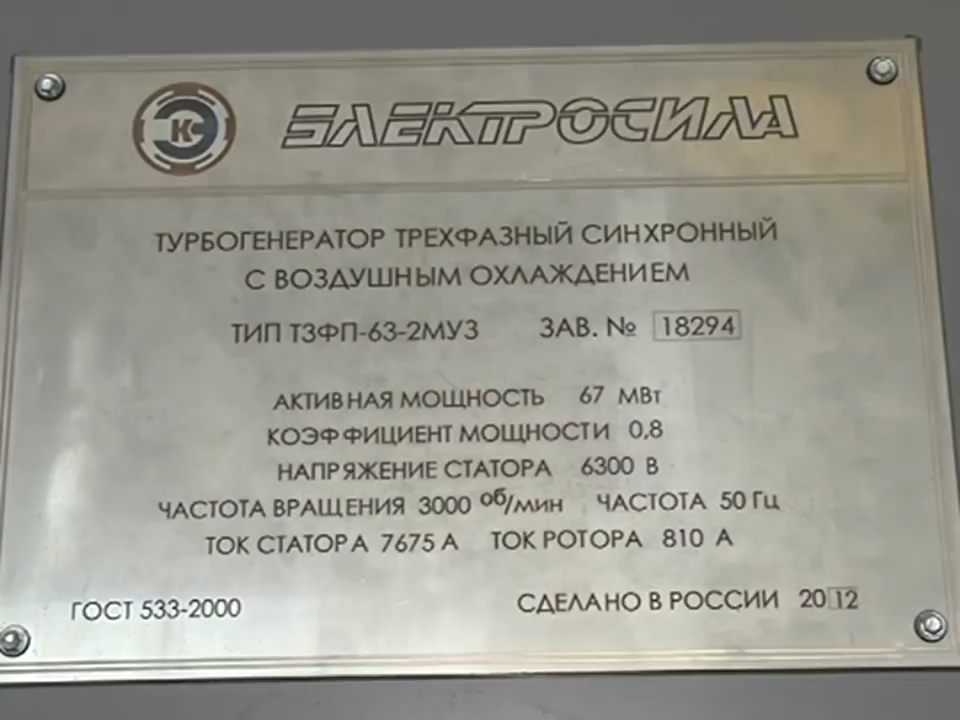 ЭК
ЭЛЕКТРОСИЛА
ТУРБОГЕНЕРАТОР ТРЕХФАЗНЫЙ СИНХРОННЫЙ
С ВОЗДУШНЫМ ОХЛАЖДЕНИЕМ
ТИП ТЗФП-63-2МУЗ ЗАВ. № 18294
АКТИВНАЯ МОЩНОСТЬ 67 МВт
КОЭФФИЦИЕНТ МОЩНОСТИ 0,8
НАПРЯЖЕНИЕ СТАТОРА 6300 В
ЧАСТОТА ВРАЩЕНИЯ 3000 об/мин ЧАСТОТА 50 Гц
ТОК СТАТОРА 7675 А ТОК РОТОРА 810 А
ГОСТ 533-2000 СДЕЛАНО В РОССИИ 2012